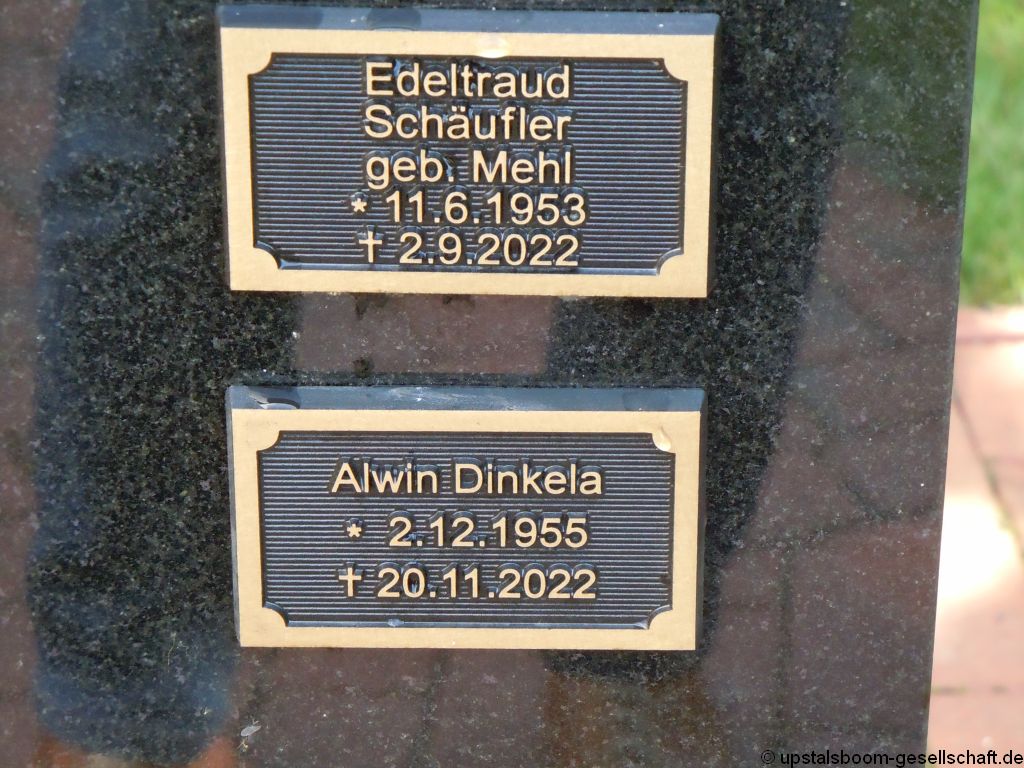 Edeltraud
Schäufler
geb. Mehl
* 11.6.1953
† 2.9.2022
Alwin Dinkela
* 2.12.1955
† 20.11.2022
© upstalsboom-gesellschaft.de